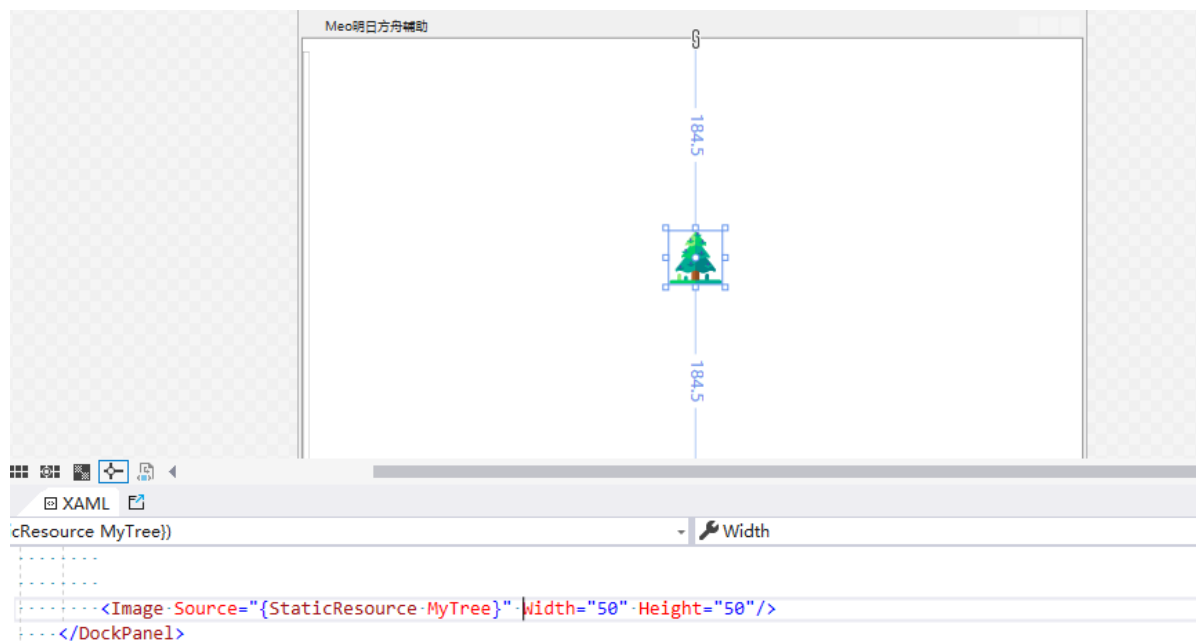 Meo明日方舟輔助
184.5
184.5
XAML
cResource MyTree})
Width
<Image Source="{StaticResource MyTree}" Width="50" Height="50"/>
</DockPanel>